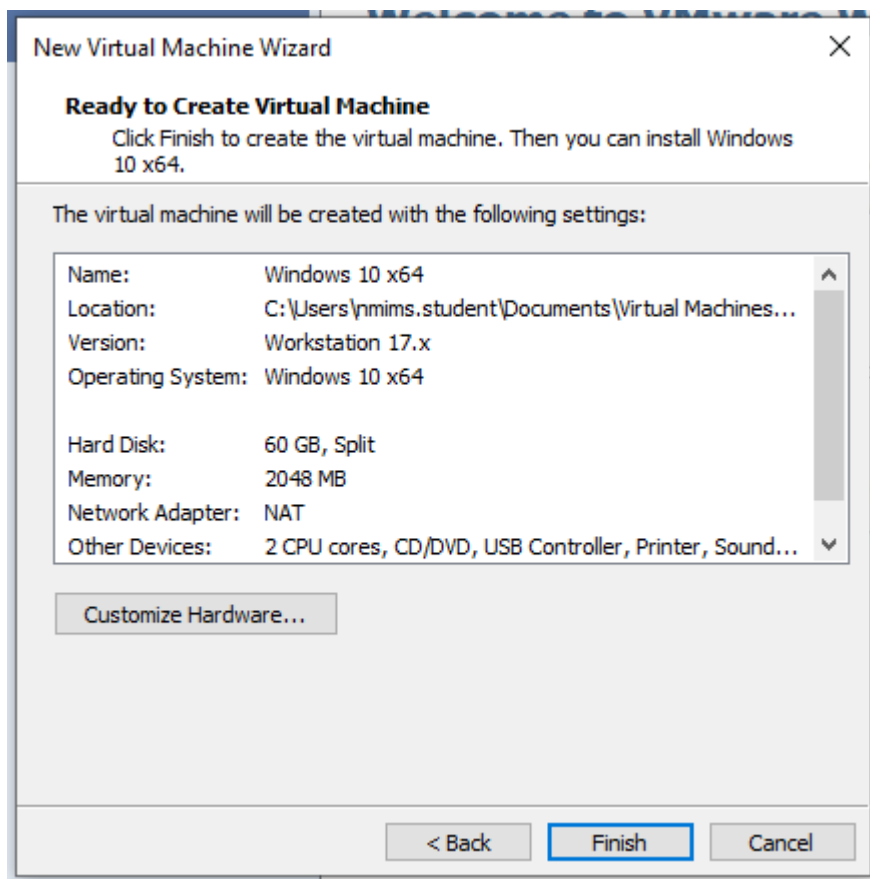 Welcome to VMware W
New Virtual Machine Wizard
Ready to Create Virtual Machine
Click Finish to create the virtual machine. Then you can install Windows
10 x64.
The virtual machine will be created with the following settings:
Name: Windows 10 x64
Location: C:\Users\nmims.student\Documents\Virtual Machines...
Version: Workstation 17.x
Operating System: Windows 10 x64
Hard Disk: 60 GB, Split
Memory: 2048 MB
Network Adapter: NAT
Other Devices: 2 CPU cores, CD/DVD, USB Controller, Printer, Sound...
Customize Hardware...
< Back Finish Cancel